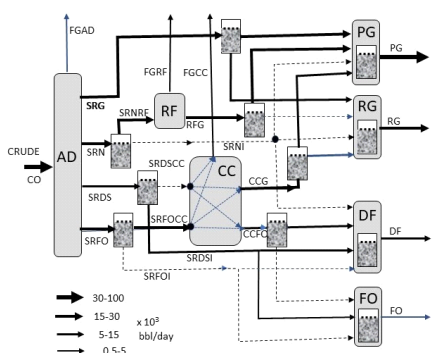 FGAD
FGRF
FGCC
PG
PG
SRG
SRNRF
RF
RFG
RG
RG
CRUDE
CO
AD
SRN
SRNI
SRDSCC
CC
CCG
SRDS
SRFOCC
CCFO
DF
DF
SRFO
SRDSI
SRFOI
FO
FO
30-100
15-30
x 10³
5-15
bbl/day
0.5-5